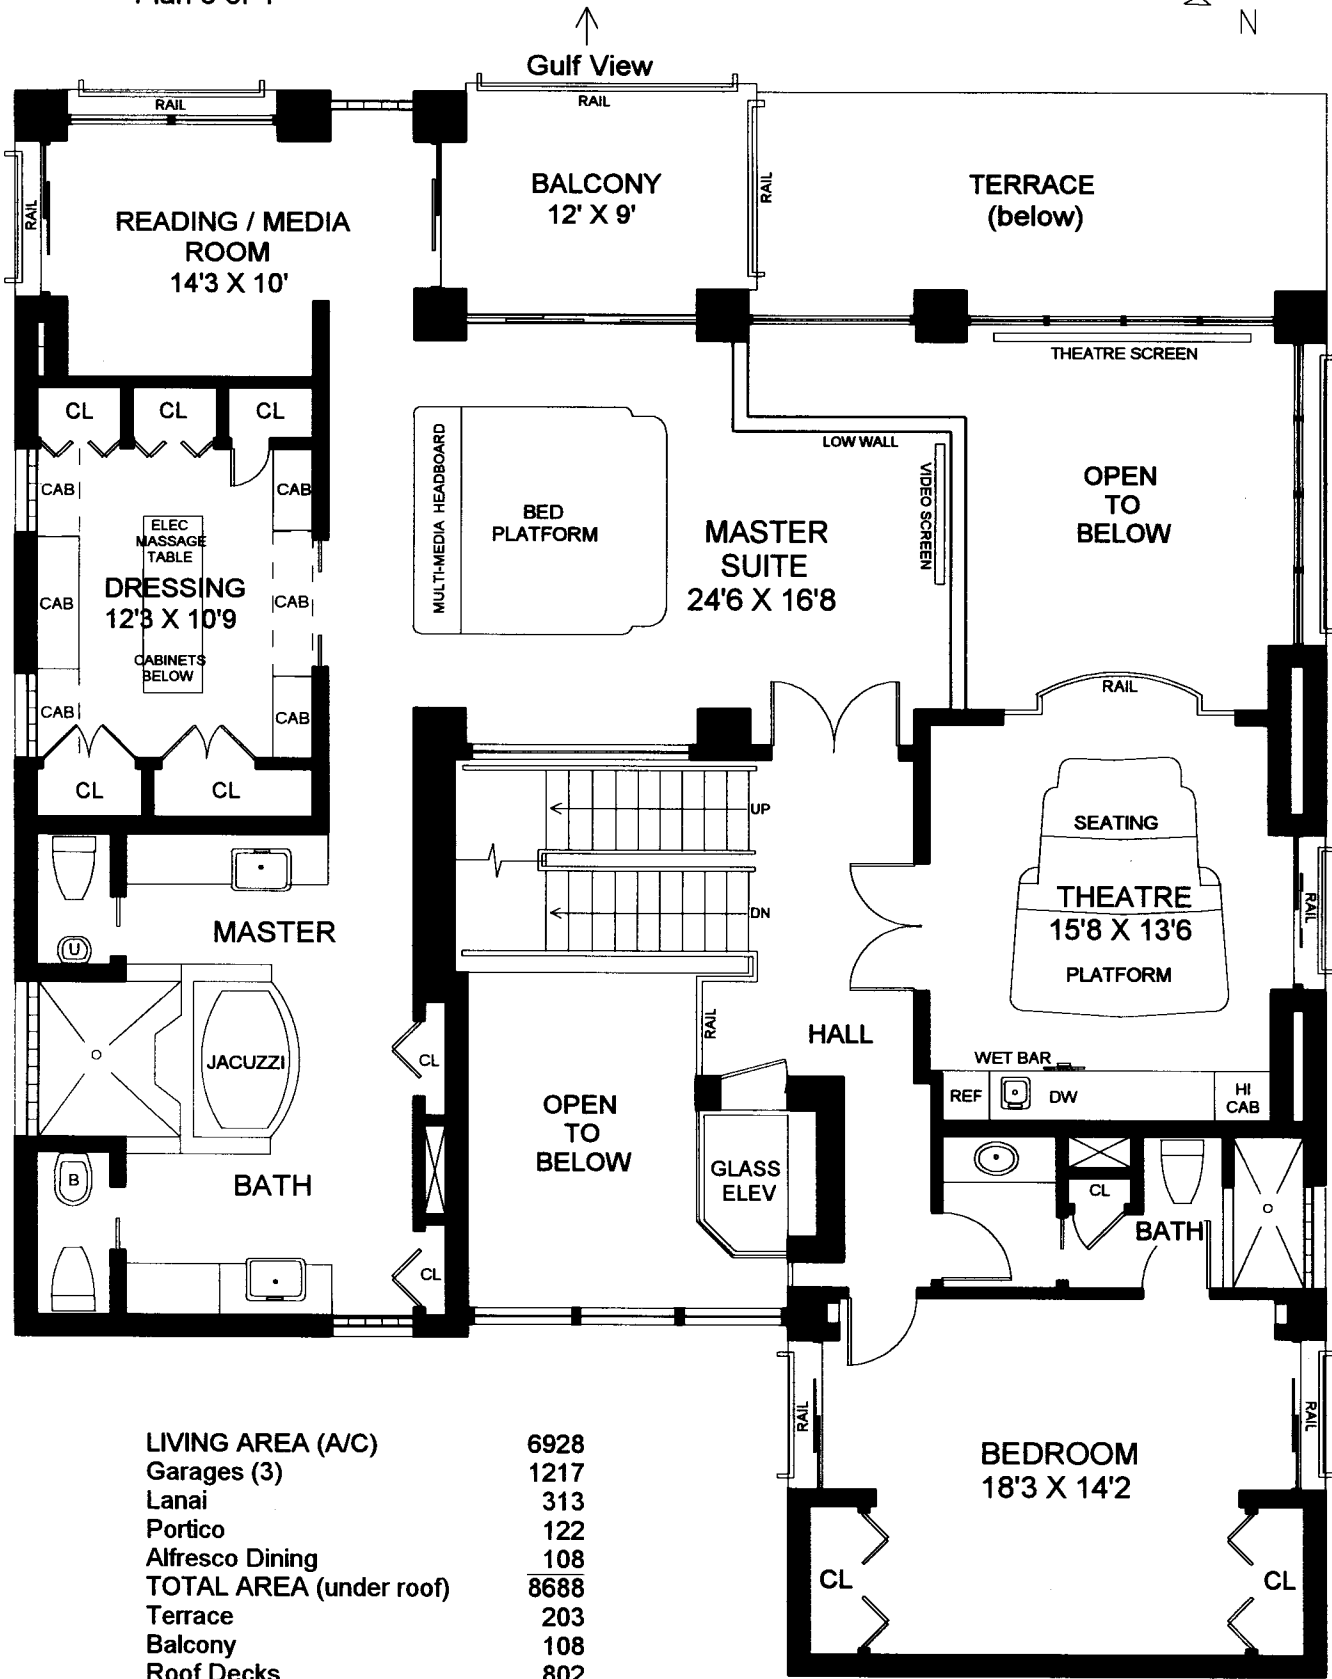 N
Gulf View
RAIL
RAIL
RAIL
RAIL
BALCONY
12' X 9'
TERRACE
(below)
READING / MEDIA
ROOM
14'3 X 10'
THEATRE SCREEN
CL
CL
CL
LOW WALL
VIDEO SCREEN
MULTI-MEDIA HEADBOARD
BED
PLATFORM
MASTER
SUITE
24'6 X 16'8
OPEN
TO
BELOW
CAB
CAB
ELEC
MASSAGE
TABLE
DRESSING
12'3 X 10'9
CAB
CAB
CABINETS
BELOW
CAB
CAB
CL
CL
RAIL
UP
DN
SEATING
THEATRE
15'8 X 13'6
PLATFORM
RAIL
MASTER
U
JACUZZI
BATH
B
CL
CL
RAIL
HALL
OPEN
TO
BELOW
GLASS
ELEV
WET BAR
REF
DW
HI
CAB
CL
BATH
RAIL
RAIL
BEDROOM
18'3 X 14'2
CL
CL
LIVING AREA (A/C) 6928
Garages (3) 1217
Lanai 313
Portico 122
Alfresco Dining 108
TOTAL AREA (under roof) 8688
Terrace 203
Balcony 108
Roof Decks 802